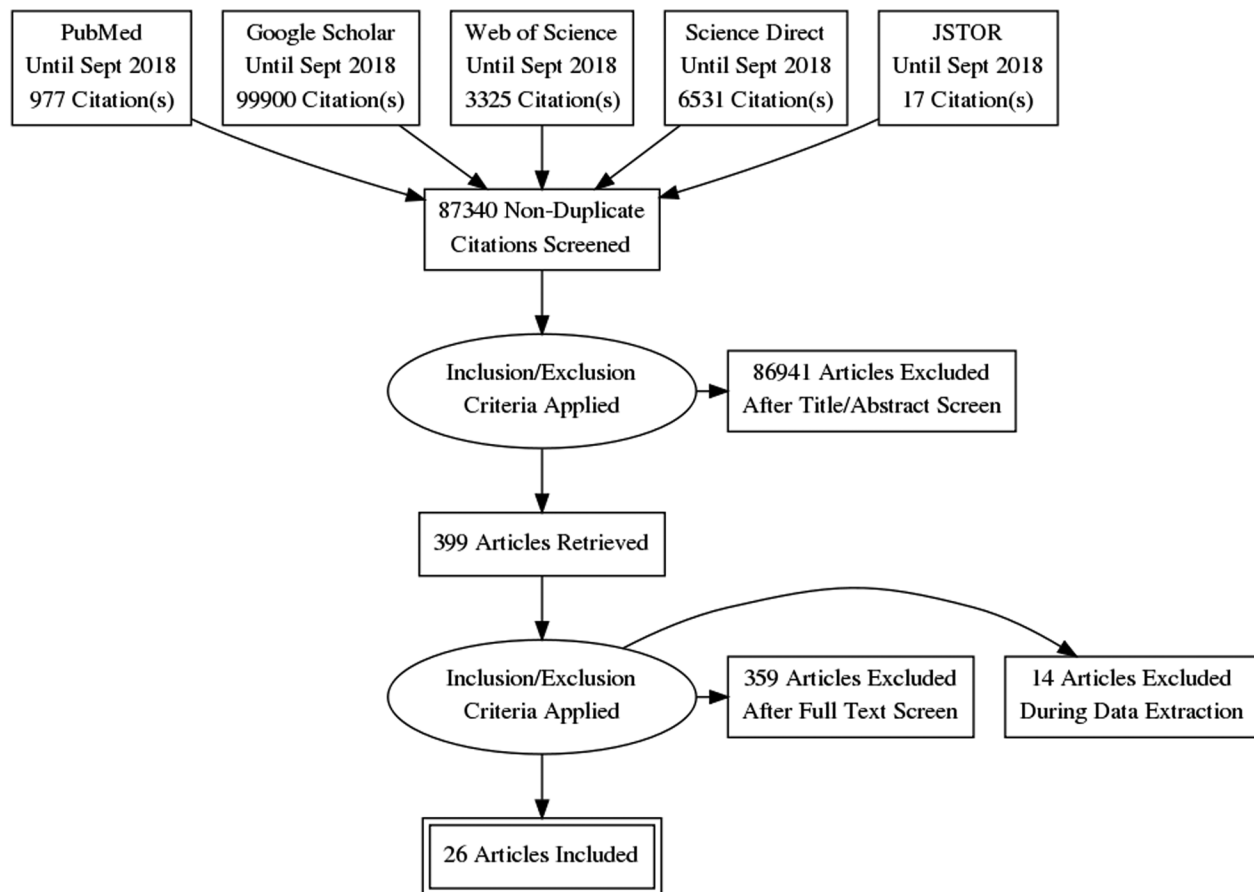 PubMed
Until Sept 2018
977 Citation(s)
Google Scholar
Until Sept 2018
99900 Citation(s)
Web of Science
Until Sept 2018
3325 Citation(s)
Science Direct
Until Sept 2018
6531 Citation(s)
JSTOR
Until Sept 2018
17 Citation(s)
87340 Non-Duplicate
Citations Screened
Inclusion/Exclusion
Criteria Applied
86941 Articles Excluded
After Title/Abstract Screen
399 Articles Retrieved
Inclusion/Exclusion
Criteria Applied
359 Articles Excluded
After Full Text Screen
14 Articles Excluded
During Data Extraction
26 Articles Included